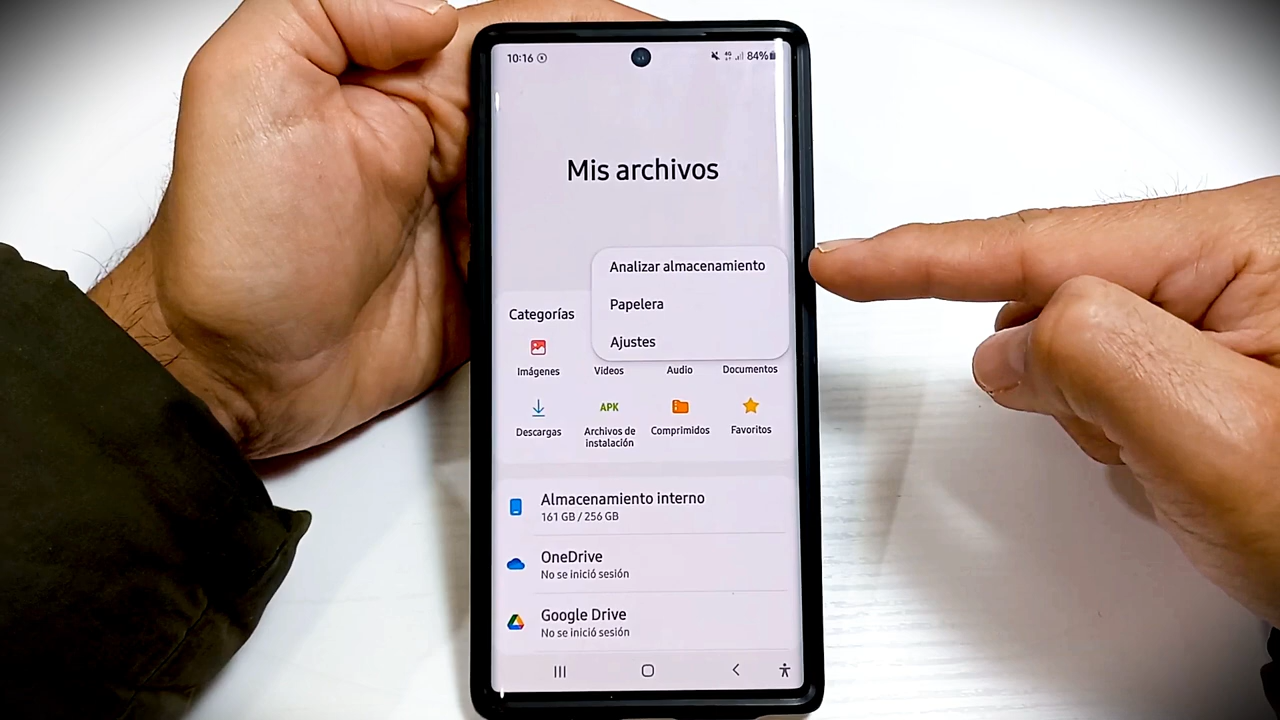 10:16
84%
Mis archivos
Analizar almacenamiento
Papelera
Ajustes
Categorías
Imágenes
Videos
Audio
Documentos
Descargas
APK
Archivos de
instalación
Comprimidos
Favoritos
Almacenamiento interno
161 GB / 256 GB
OneDrive
No se inició sesión
Google Drive
No se inició sesión